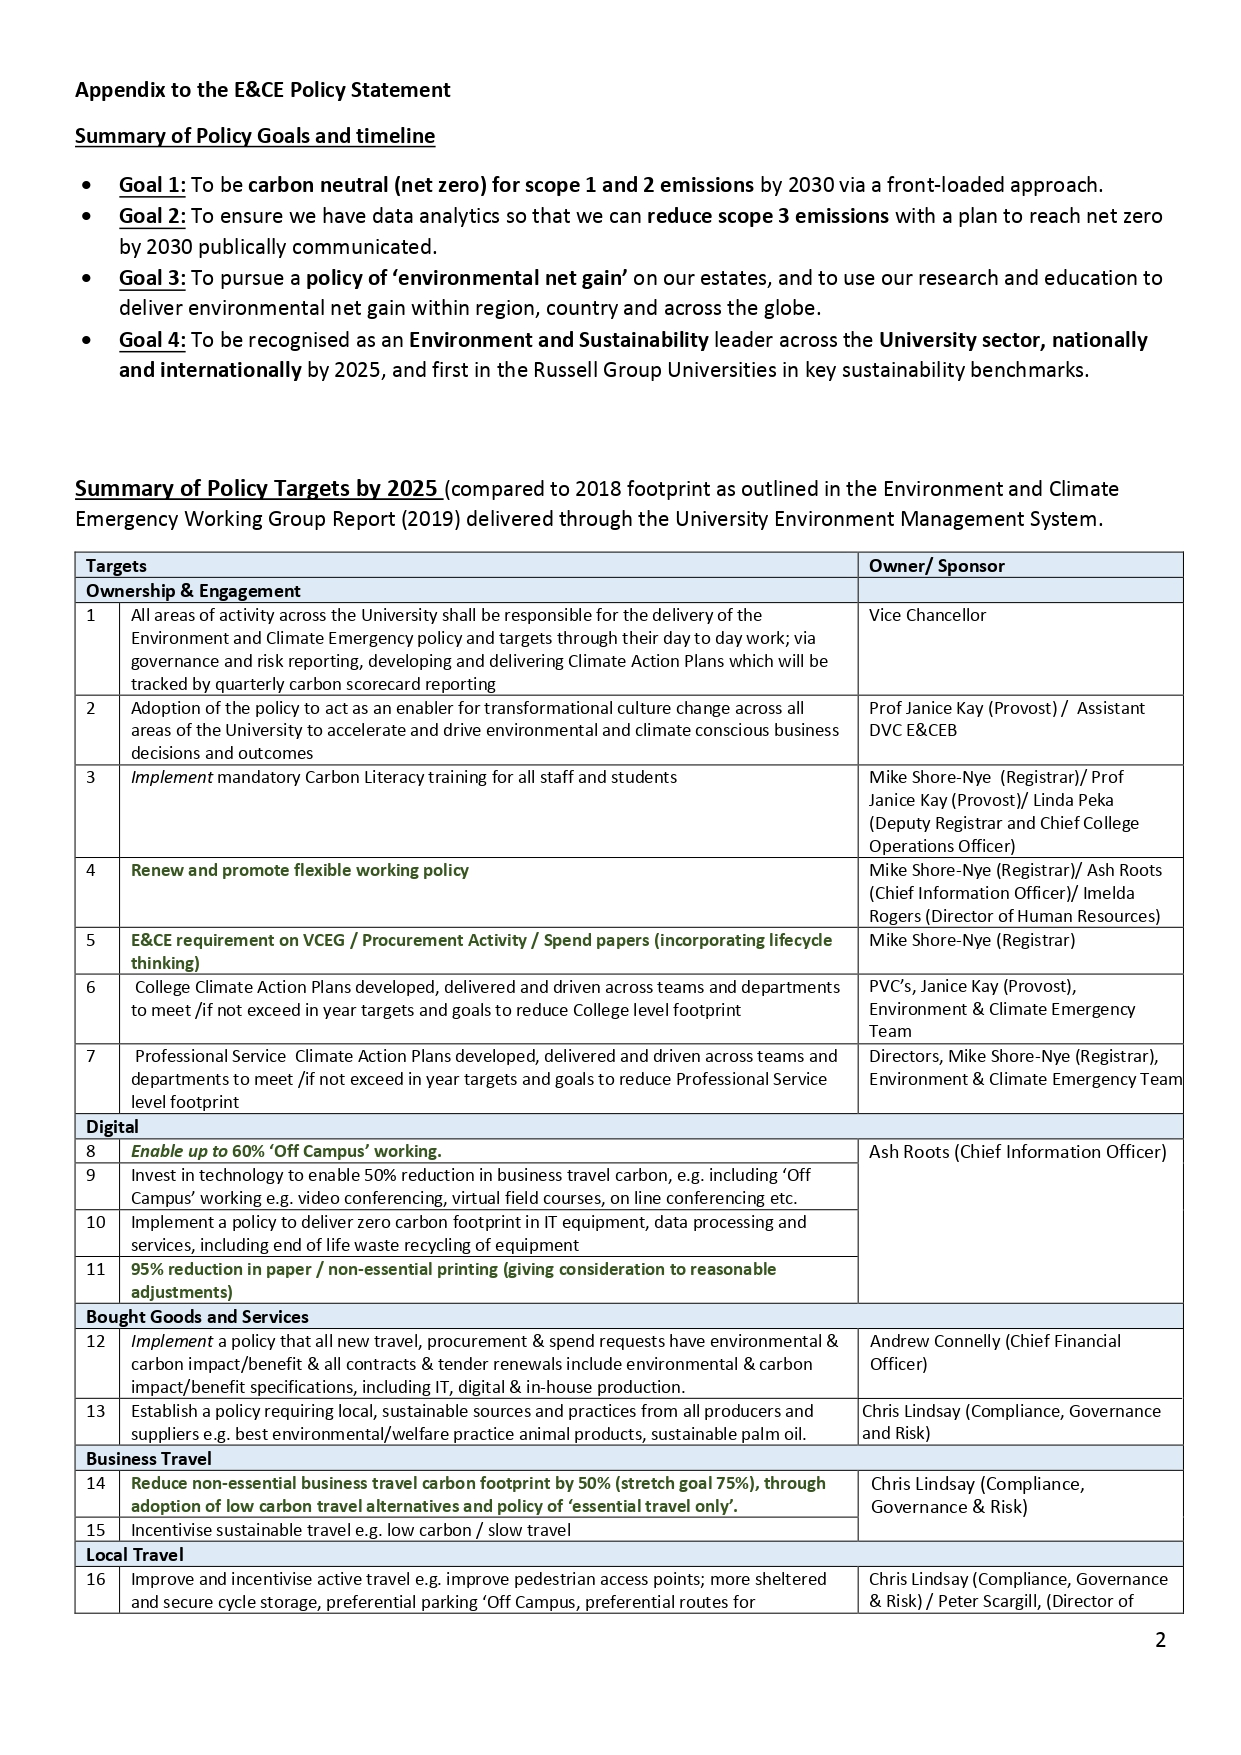 Appendix to the E&CE Policy Statement
Summary of Policy Goals and timeline
• Goal 1: To be carbon neutral (net zero) for scope 1 and 2 emissions by 2030 via a front-loaded approach.
• Goal 2: To ensure we have data analytics so that we can reduce scope 3 emissions with a plan to reach net zero
by 2030 publically communicated.
• Goal 3: To pursue a policy of ‘environmental net gain’ on our estates, and to use our research and education to
deliver environmental net gain within region, country and across the globe.
• Goal 4: To be recognised as an Environment and Sustainability leader across the University sector, nationally
and internationally by 2025, and first in the Russell Group Universities in key sustainability benchmarks.
Summary of Policy Targets by 2025 (compared to 2018 footprint as outlined in the Environment and Climate
Emergency Working Group Report (2019) delivered through the University Environment Management System.
Targets Owner/ Sponsor
Ownership & Engagement
1 All areas of activity across the University shall be responsible for the delivery of the Vice Chancellor
Environment and Climate Emergency policy and targets through their day to day work; via
governance and risk reporting, developing and delivering Climate Action Plans which will be
tracked by quarterly carbon scorecard reporting
2 Adoption of the policy to act as an enabler for transformational culture change across all Prof Janice Kay (Provost) / Assistant
areas of the University to accelerate and drive environmental and climate conscious business DVC E&CEB
decisions and outcomes
3 Implement mandatory Carbon Literacy training for all staff and students Mike Shore-Nye (Registrar)/ Prof
Janice Kay (Provost)/ Linda Peka
(Deputy Registrar and Chief College
Operations Officer)
4 Renew and promote flexible working policy Mike Shore-Nye (Registrar)/ Ash Roots
(Chief Information Officer)/ Imelda
Rogers (Director of Human Resources)
5 E&CE requirement on VCEG / Procurement Activity / Spend papers (incorporating lifecycle Mike Shore-Nye (Registrar)
thinking)
6 College Climate Action Plans developed, delivered and driven across teams and departments PVC’s, Janice Kay (Provost),
to meet /if not exceed in year targets and goals to reduce College level footprint Environment & Climate Emergency
Team
7 Professional Service Climate Action Plans developed, delivered and driven across teams and Directors, Mike Shore-Nye (Registrar),
departments to meet /if not exceed in year targets and goals to reduce Professional Service Environment & Climate Emergency Team
level footprint
Digital
8 Enable up to 60% ‘Off Campus’ working. Ash Roots (Chief Information Officer)
9 Invest in technology to enable 50% reduction in business travel carbon, e.g. including ‘Off
Campus’ working e.g. video conferencing, virtual field courses, on line conferencing etc.
10 Implement a policy to deliver zero carbon footprint in IT equipment, data processing and
services, including end of life waste recycling of equipment
11 95% reduction in paper / non-essential printing (giving consideration to reasonable
adjustments)
Bought Goods and Services
12 Implement a policy that all new travel, procurement & spend requests have environmental & Andrew Connelly (Chief Financial
carbon impact/benefit & all contracts & tender renewals include environmental & carbon Officer)
impact/benefit specifications, including IT, digital & in-house production.
13 Establish a policy requiring local, sustainable sources and practices from all producers and Chris Lindsay (Compliance, Governance
suppliers e.g. best environmental/welfare practice animal products, sustainable palm oil. and Risk)
Business Travel
14 Reduce non-essential business travel carbon footprint by 50% (stretch goal 75%), through Chris Lindsay (Compliance,
adoption of low carbon travel alternatives and policy of ‘essential travel only’. Governance & Risk)
15 Incentivise sustainable travel e.g. low carbon / slow travel
Local Travel
16 Improve and incentivise active travel e.g. improve pedestrian access points; more sheltered Chris Lindsay (Compliance, Governance
and secure cycle storage, preferential parking ‘Off Campus, preferential routes for & Risk) / Peter Scargill, (Director of
2